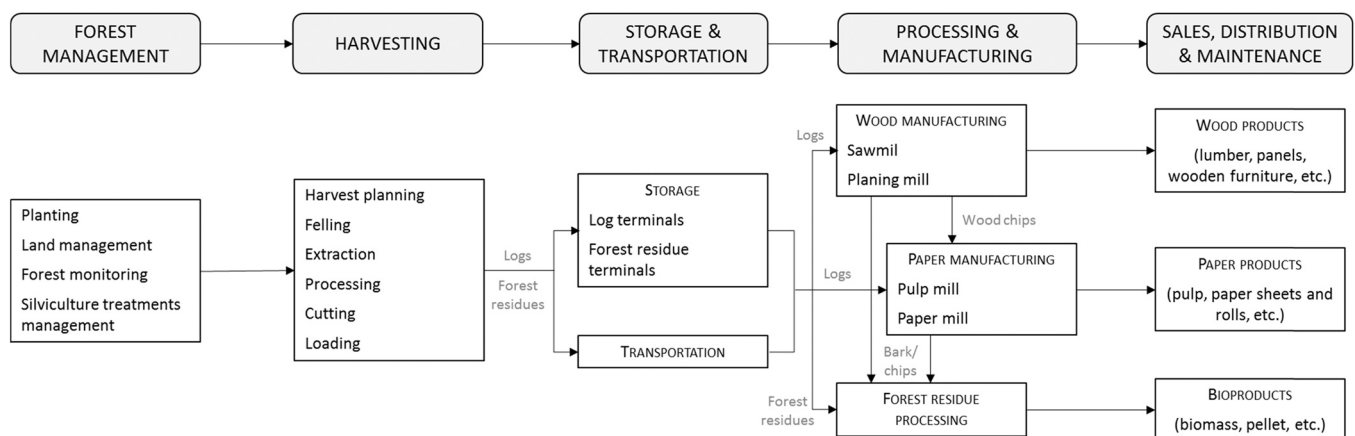 FOREST
MANAGEMENT
HARVESTING
STORAGE &
TRANSPORTATION
PROCESSING &
MANUFACTURING
SALES, DISTRIBUTION
& MAINTENANCE
Planting
Land management
Forest monitoring
Silviculture treatments
management
Harvest planning
Felling
Extraction
Processing
Cutting
Loading
Logs
Forest
residues
STORAGE
Log terminals
Forest residue
terminals
TRANSPORTATION
Logs
Logs
Forest
residues
WOOD MANUFACTURING
Sawmil
Planing mill
Wood chips
PAPER MANUFACTURING
Pulp mill
Paper mill
Bark/
chips
FOREST RESIDUE
PROCESSING
WOOD PRODUCTS
(lumber, panels,
wooden furniture, etc.)
PAPER PRODUCTS
(pulp, paper sheets and
rolls, etc.)
BIOPRODUCTS
(biomass, pellet, etc.)